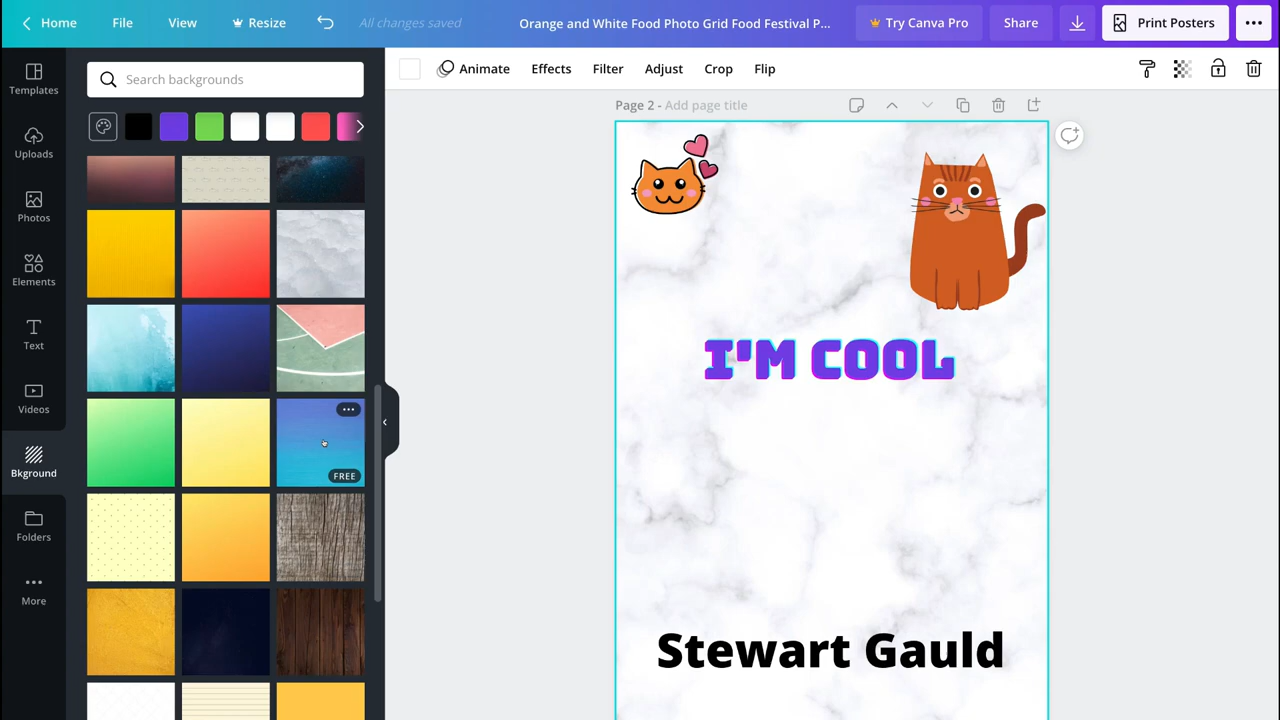 Home File View Resize All changes saved Orange and White Food Photo Grid Food Festival P... Try Canva Pro Share Print Posters
Templates
Uploads
Photos
Elements
Text
Videos
Bkground
Folders
More
Search backgrounds
FREE
Animate Effects Filter Adjust Crop Flip
Page 2 - Add page title
I'M COOL
Stewart Gauld